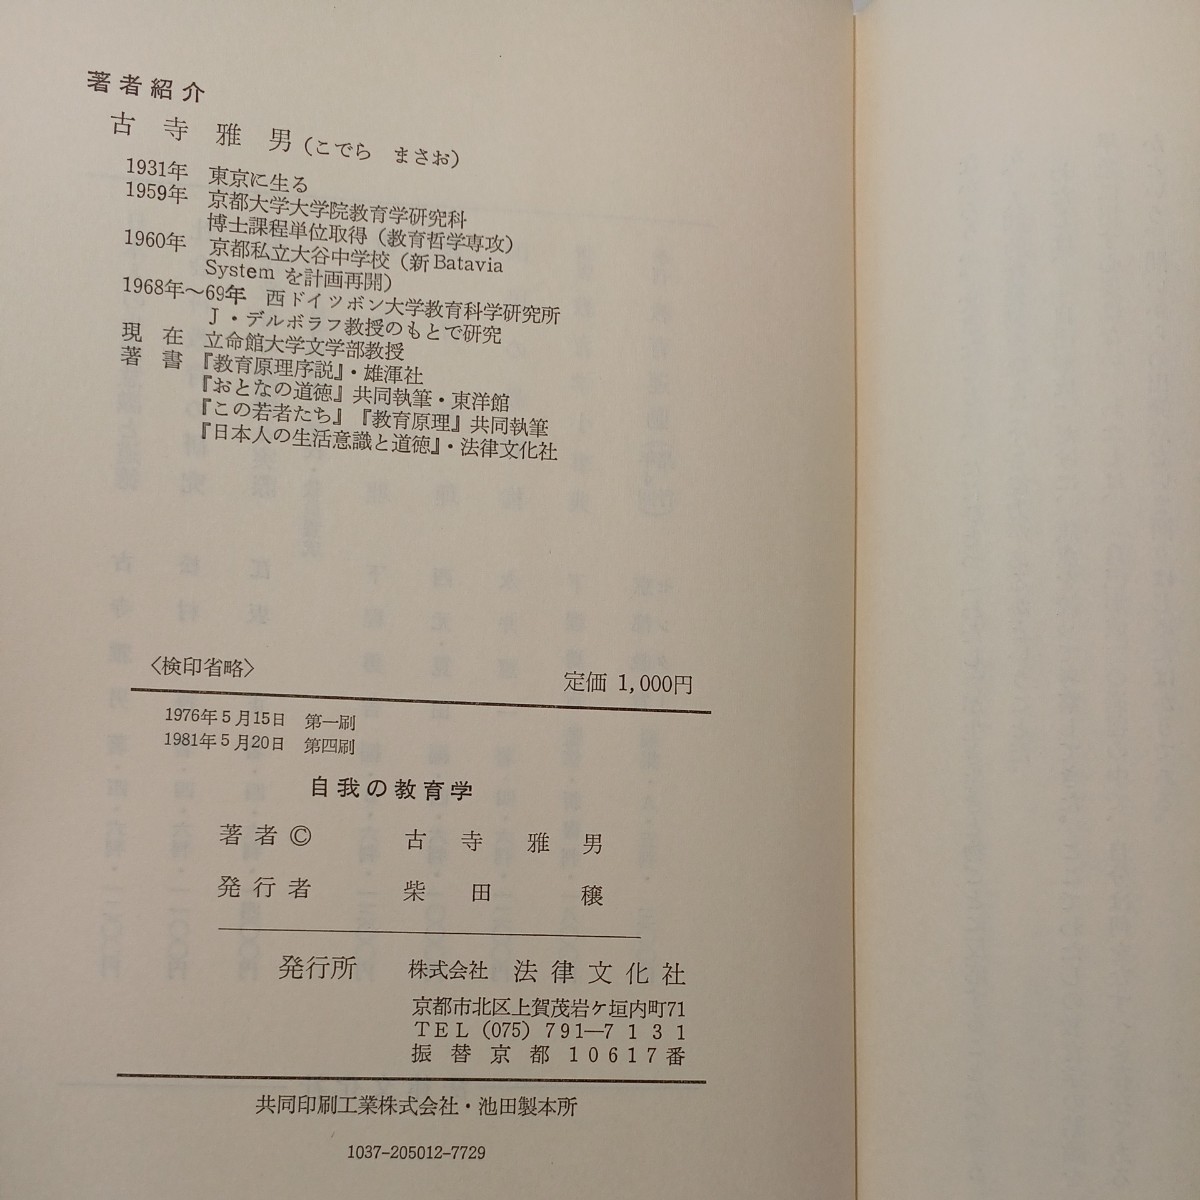 著者紹介
古寺雅男(こでら まさお)
1931年 東京に生る
1959年 京都大学大学院教育学研究科
博士課程単位取得(教育哲学専攻)
1960年 京都私立大谷中学校(新Batavia
System を計画再開)
1968年〜69年 西ドイツボン大学教育科学研究所
J・デルボラフ教授のもとで研究
現在 立命館大学文学部教授
著書 『教育原理序説』・雄渾社
『おとなの道徳』共同執筆・東洋館
『この若者たち』『教育原理』共同執筆
『日本人の生活意識と道徳』・法律文化社
〈検印省略〉 定価 1,000円
1976年5月15日 第一刷
1981年5月20日 第四刷
自我の教育学
著者© 古寺雅男
発行者 柴田穣
発行所 株式会社 法律文化社
京都市北区上賀茂岩ケ垣内町71
TEL (075) 791―7131
振替京都 10617番
共同印刷工業株式会社・池田製本所
1037-205012-7729